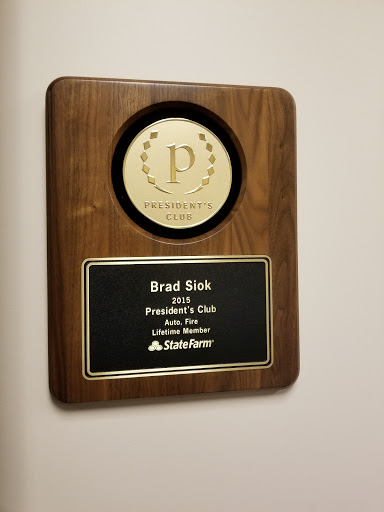 p
PRESIDENT'S
CLUB
Brad Siok
2015
President's Club
Auto, Fire
Lifetime Member
StateFarm®